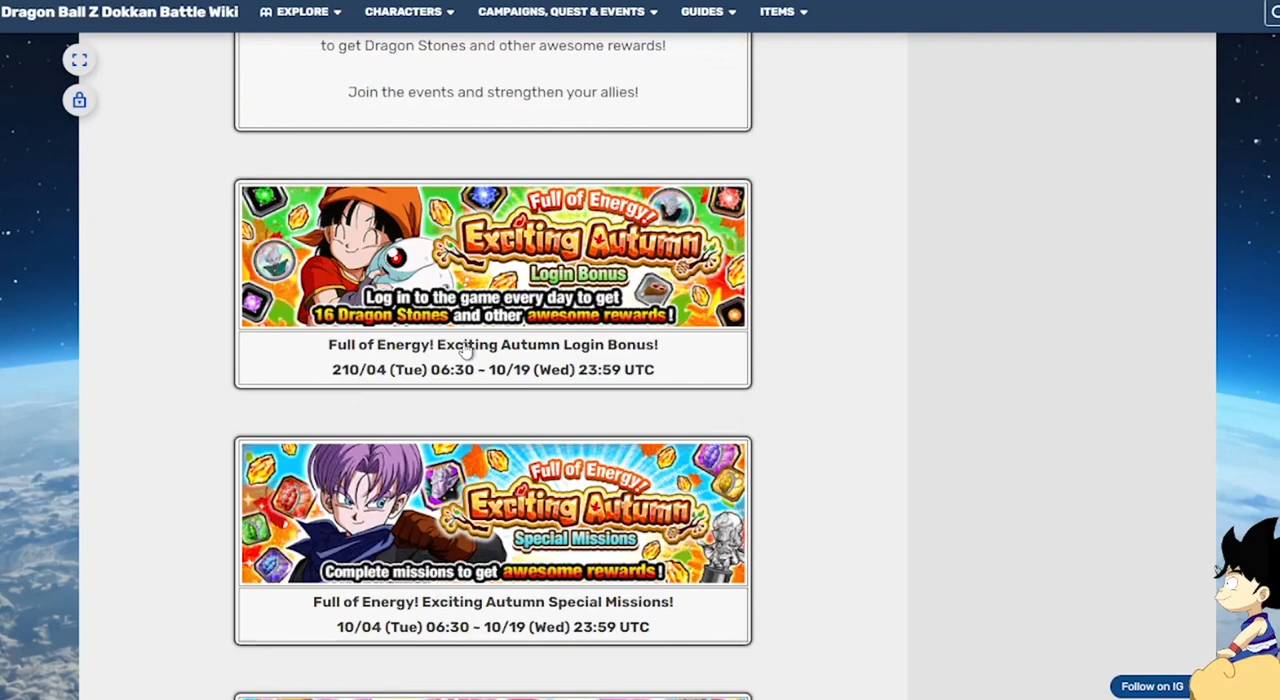 Dragon Ball Z Dokkan Battle Wiki
EXPLORE
CHARACTERS
CAMPAIGNS, QUEST & EVENTS
GUIDES
ITEMS
to get Dragon Stones and other awesome rewards!
Join the events and strengthen your allies!
Full of Energy!
Exciting Autumn
Login Bonus
Log in to the game every day to get
16 Dragon Stones and other awesome rewards!
Full of Energy! Exciting Autumn Login Bonus!
210/04 (Tue) 06:30 ~ 10/19 (Wed) 23:59 UTC
Full of Energy!
Exciting Autumn
Special Missions
Complete missions to get awesome rewards!
Full of Energy! Exciting Autumn Special Missions!
10/04 (Tue) 06:30 ~ 10/19 (Wed) 23:59 UTC
Follow on IG